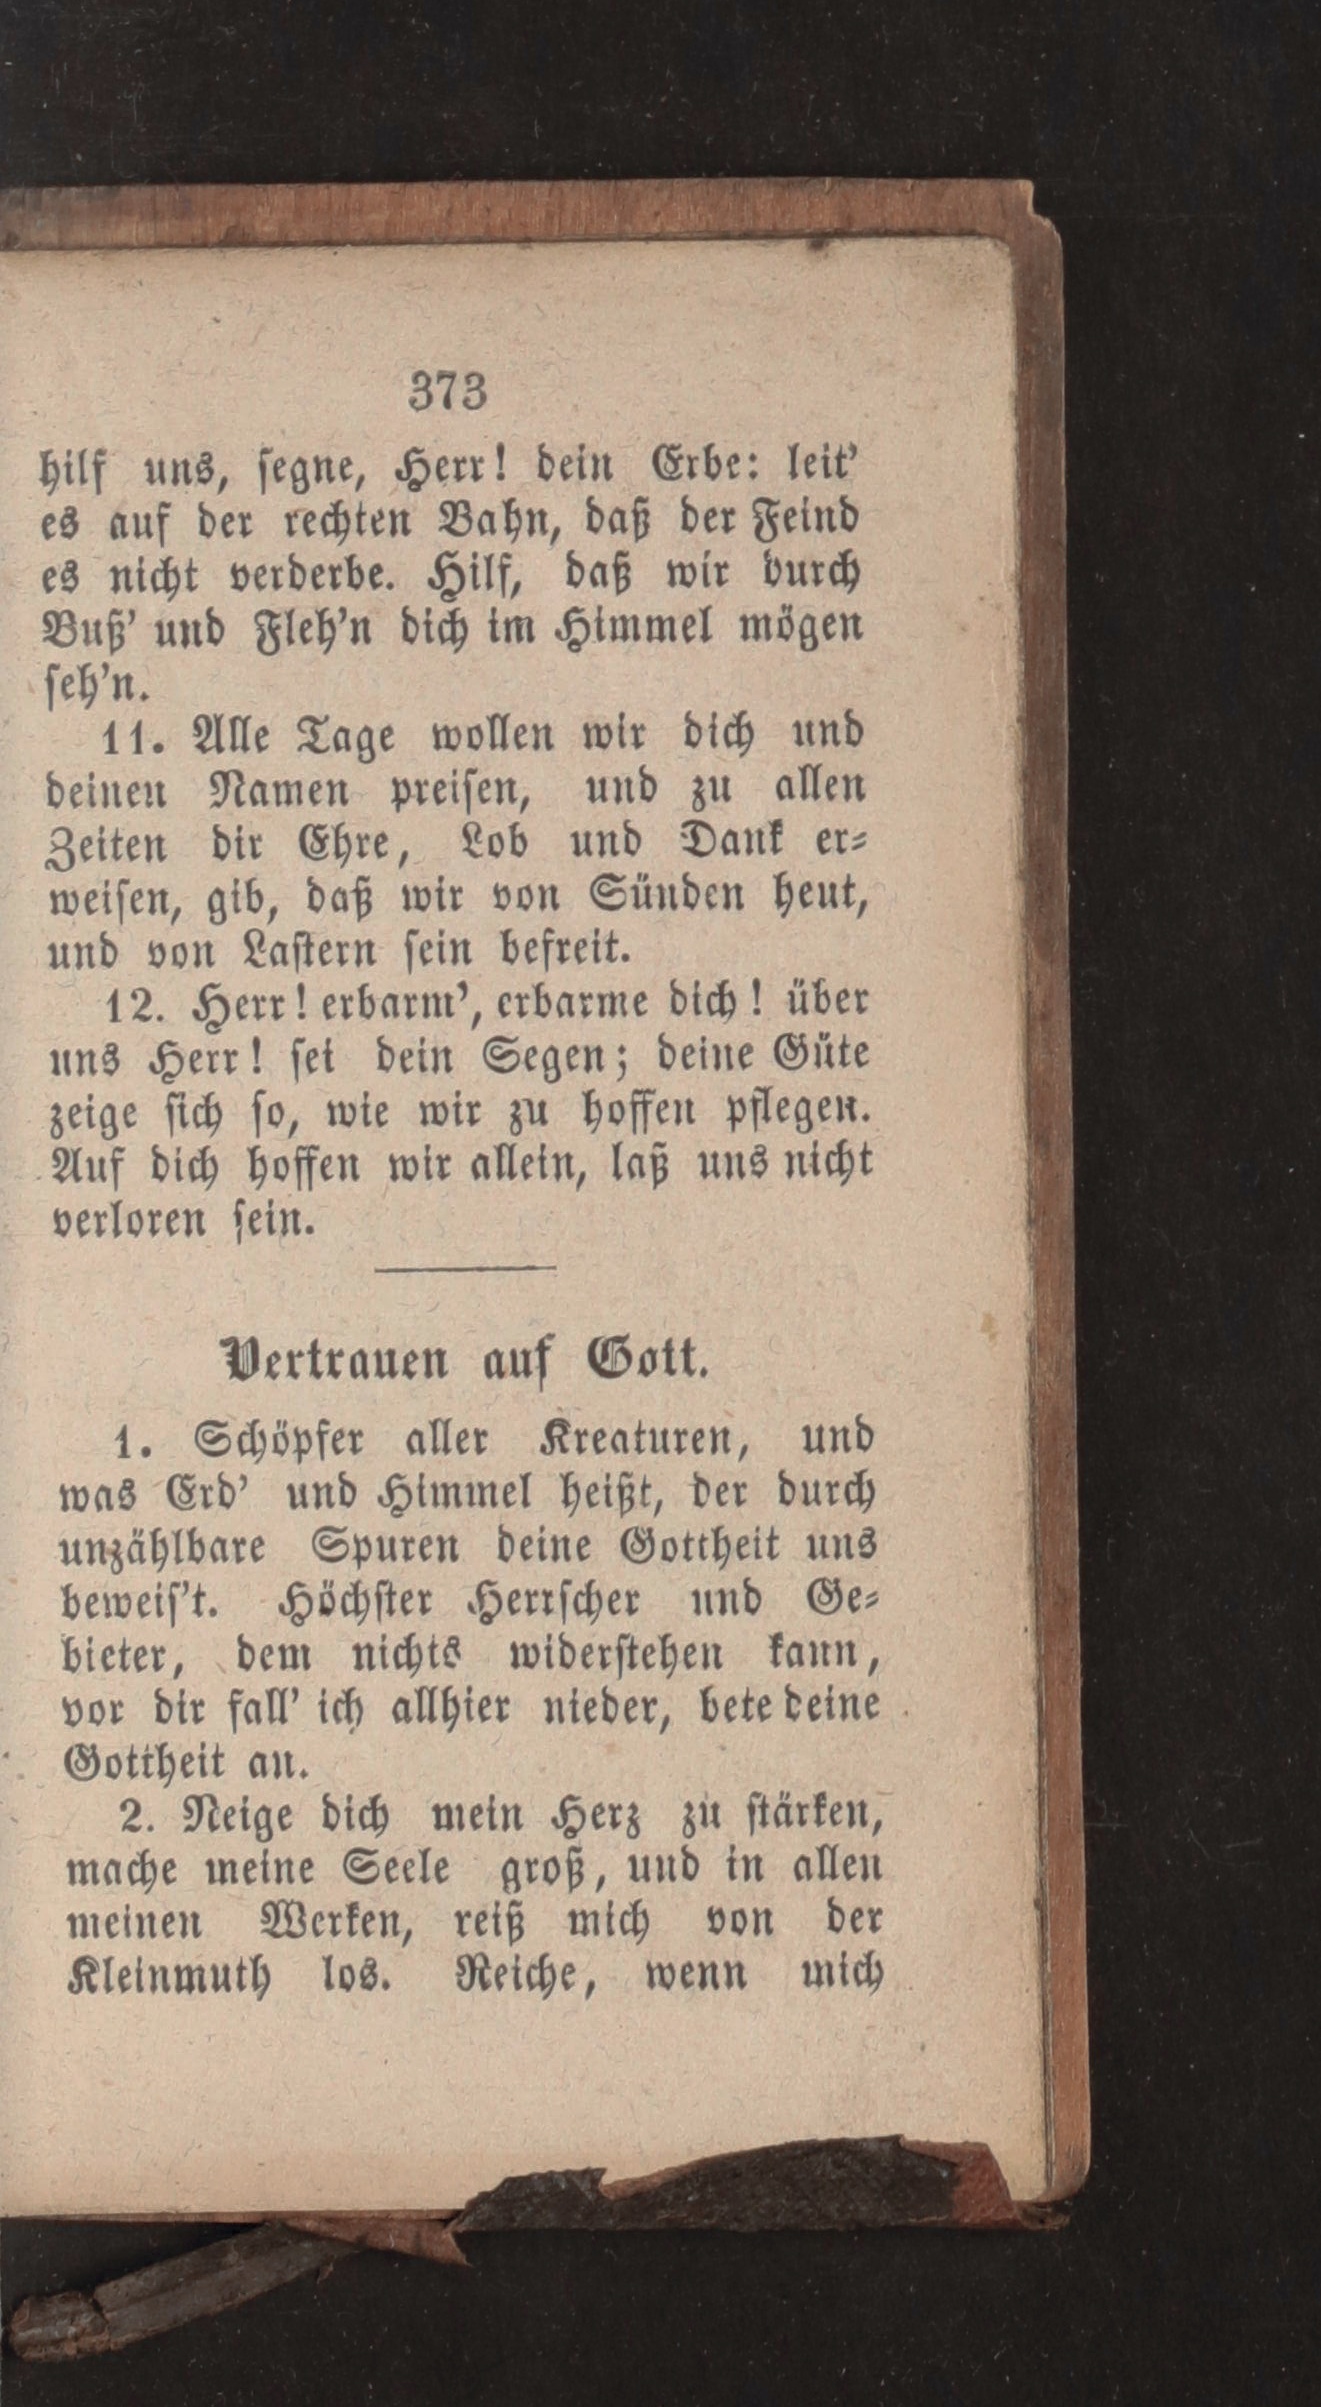 373
hilf uns, segne, Herr! dein Erbe: leit'
es auf der rechten Bahn, daß der Feind
es nicht verderbe. Hilf, daß wir durch
Buß' und Fleh'n dich im Himmel mögen
seh'n.
11. Alle Tage wollen wir dich und
deinen Namen preisen, und zu allen
Zeiten dir Ehre, Lob und Dank er-
weisen, gib, daß wir von Sünden heut,
und von Lastern sein befreit.
12. Herr! erbarm', erbarme dich! über
uns Herr! sei dein Segen; deine Güte
zeige sich so, wie wir zu hoffen pflegen.
Auf dich hoffen wir allein, laß uns nicht
verloren sein.
Vertrauen auf Gott.
1. Schöpfer aller Kreaturen, und
was Erd' und Himmel heißt, der durch
unzählbare Spuren deine Gottheit uns
beweis't. Höchster Herrscher und Ge-
bieter, dem nichts widerstehen kann,
vor dir fall' ich allhier nieder, bete deine
Gottheit an.
2. Neige dich mein Herz zu stärken,
mache meine Seele groß, und in allen
meinen Werken, reiß mich von der
Kleinmuth los. Reiche, wenn mich